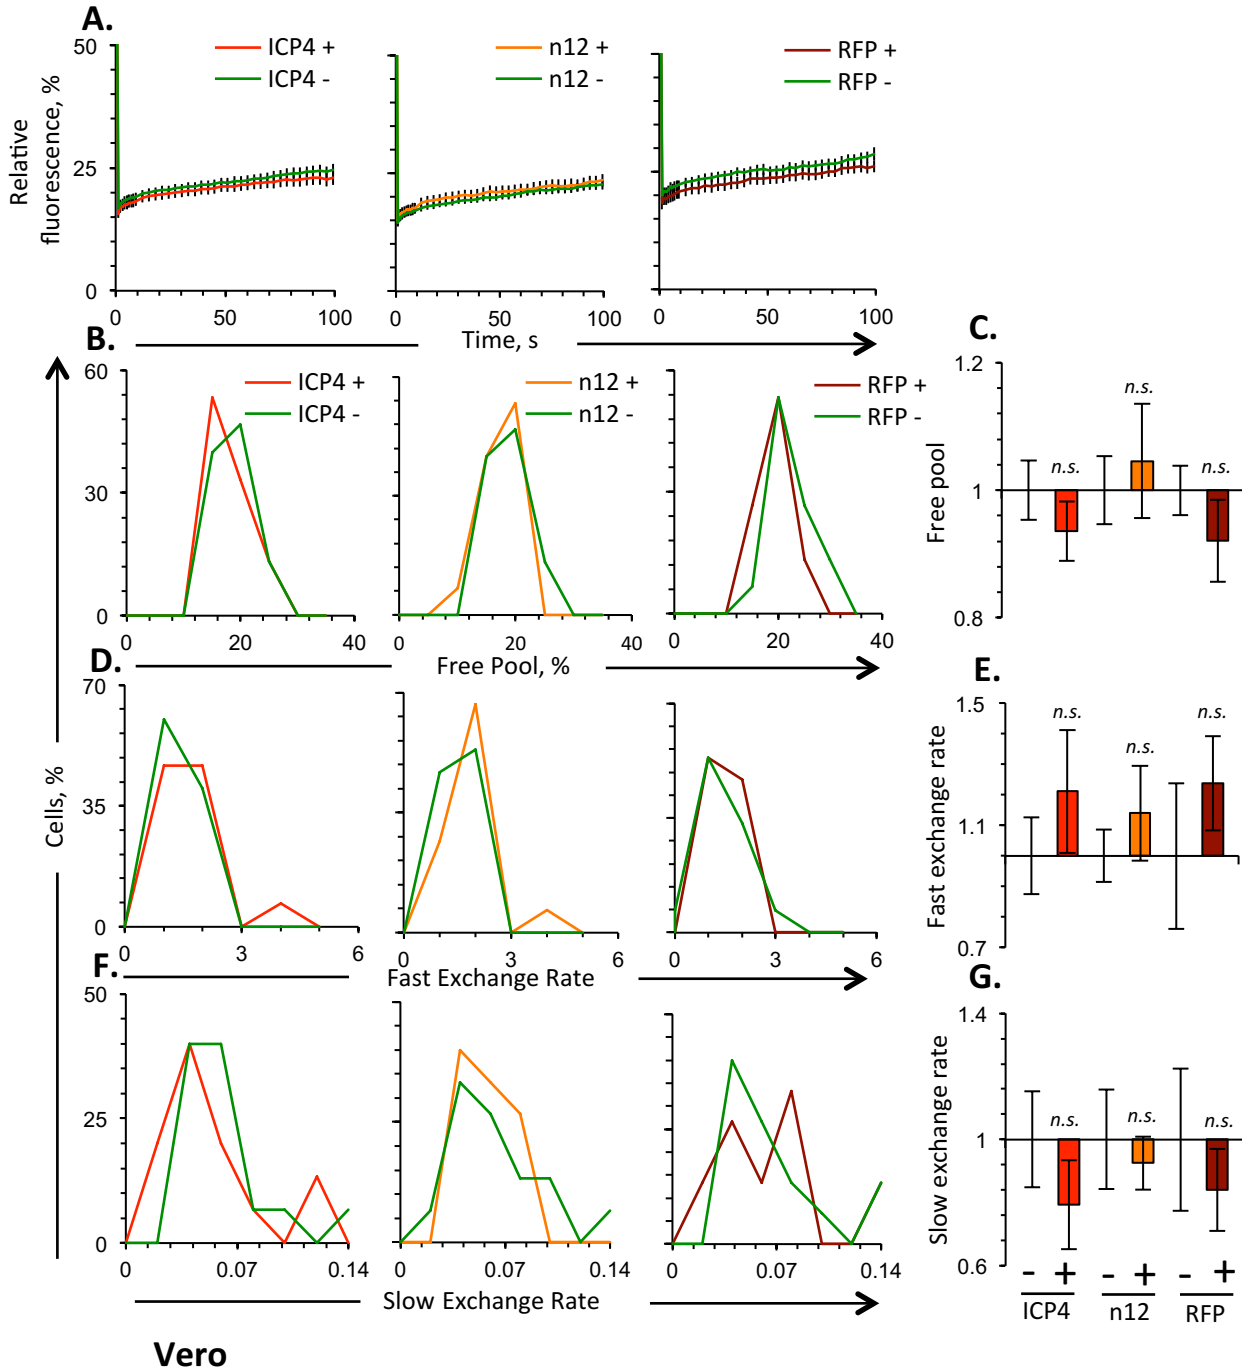 A.
50
25
0
Relative
fluorescence, %
ICP4 +
ICP4 -
n12 +
n12 -
RFP +
RFP -
0 50 100
0 50 100
0 50 100
Time, s
B.
60
30
0
ICP4 +
ICP4 -
n12 +
n12 -
RFP +
RFP -
0 20 40
0 20 40
0 20 40
Free Pool, %
C.
1.2
1
0.8
Free pool
n.s.
n.s.
n.s.
D.
70
35
0
Cells, %
0 3 6
0 3 6
0 3 6
Fast Exchange Rate
E.
1.5
1.1
0.7
Fast exchange rate
n.s.
n.s.
n.s.
F.
50
25
0
0 0.07 0.14
0 0.07 0.14
0 0.07 0.14
Slow Exchange Rate
G.
1.4
1
0.6
Slow exchange rate
n.s.
n.s.
n.s.
- + - + - +
ICP4 n12 RFP
Vero